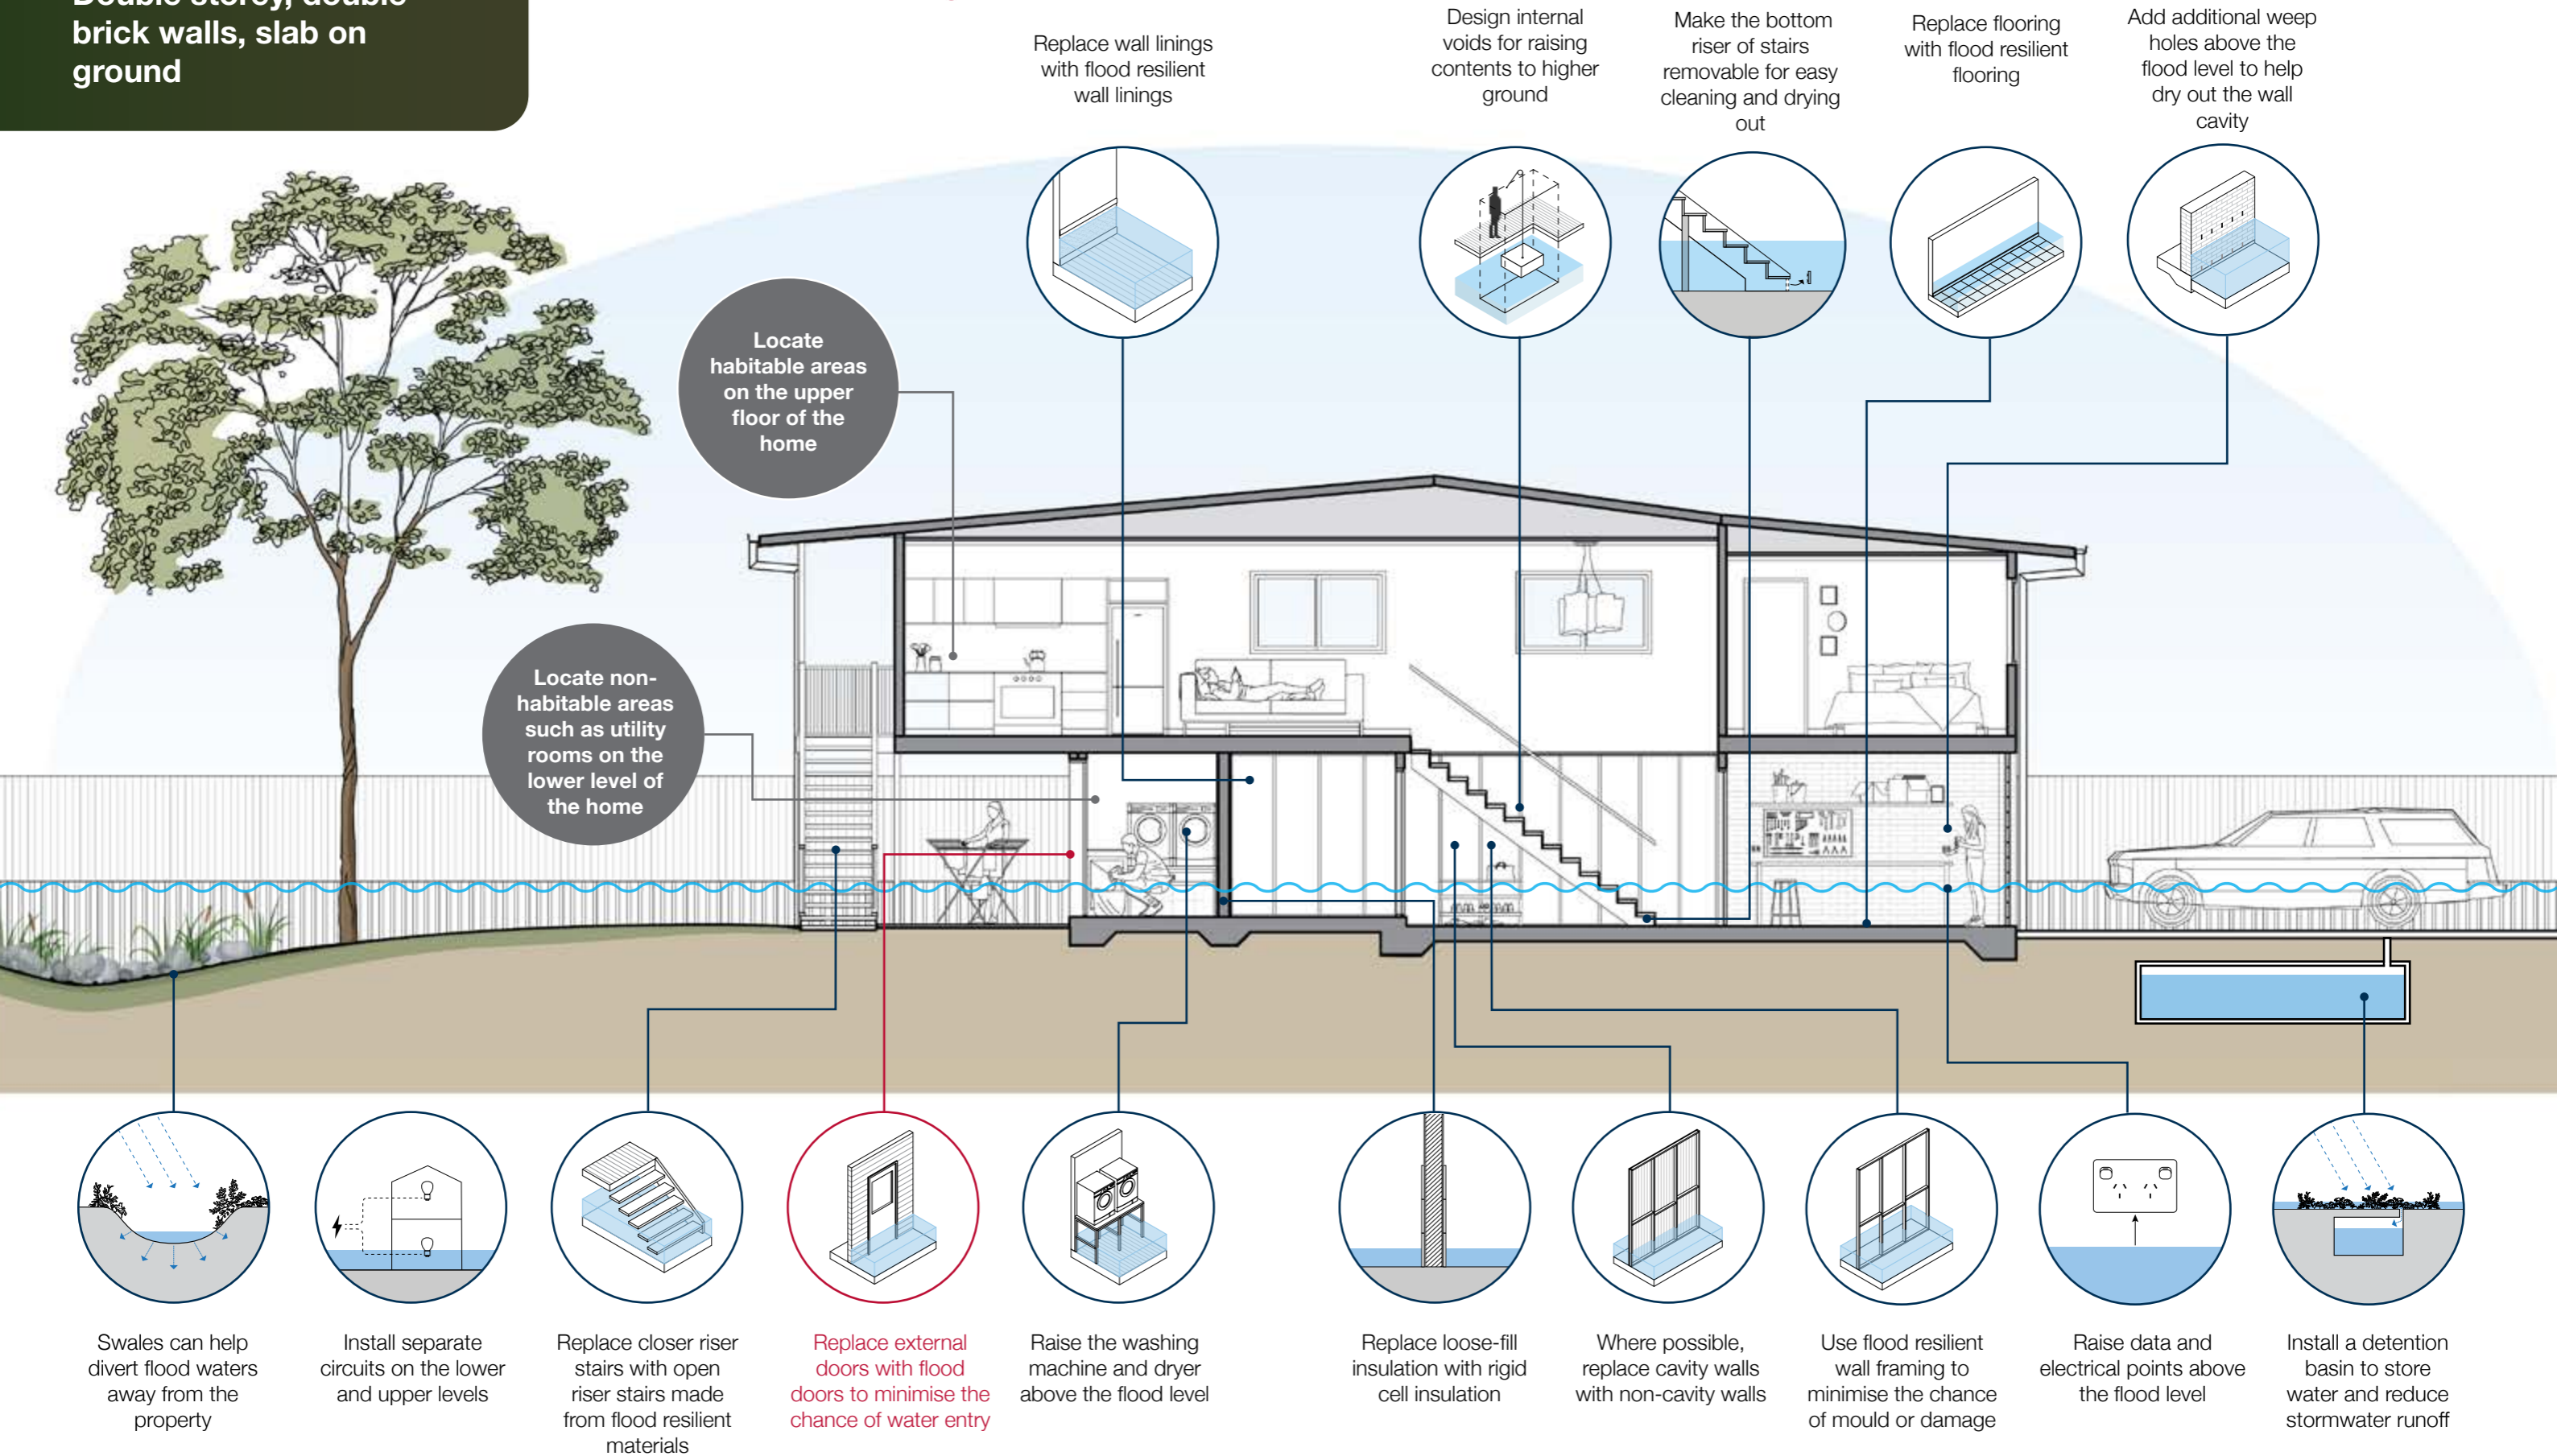 Double storey, double
brick walls, slab on
ground
Replace wall linings
with flood resilient
wall linings
Design internal
voids for raising
contents to higher
ground
Make the bottom
riser of stairs
removable for easy
cleaning and drying
out
Replace flooring
with flood resilient
flooring
Add additional weep
holes above the
flood level to help
dry out the wall
cavity
Locate
habitable areas
on the upper
floor of the
home
Locate non-
habitable areas
such as utility
rooms on the
lower level of
the home
Swales can help
divert flood waters
away from the
property
Install separate
circuits on the lower
and upper levels
Replace closer riser
stairs with open
riser stairs made
from flood resilient
materials
Replace external
doors with flood
doors to minimise the
chance of water entry
Raise the washing
machine and dryer
above the flood level
Replace loose-fill
insulation with rigid
cell insulation
Where possible,
replace cavity walls
with non-cavity walls
Use flood resilient
wall framing to
minimise the chance
of mould or damage
Raise data and
electrical points above
the flood level
Install a detention
basin to store
water and reduce
stormwater runoff